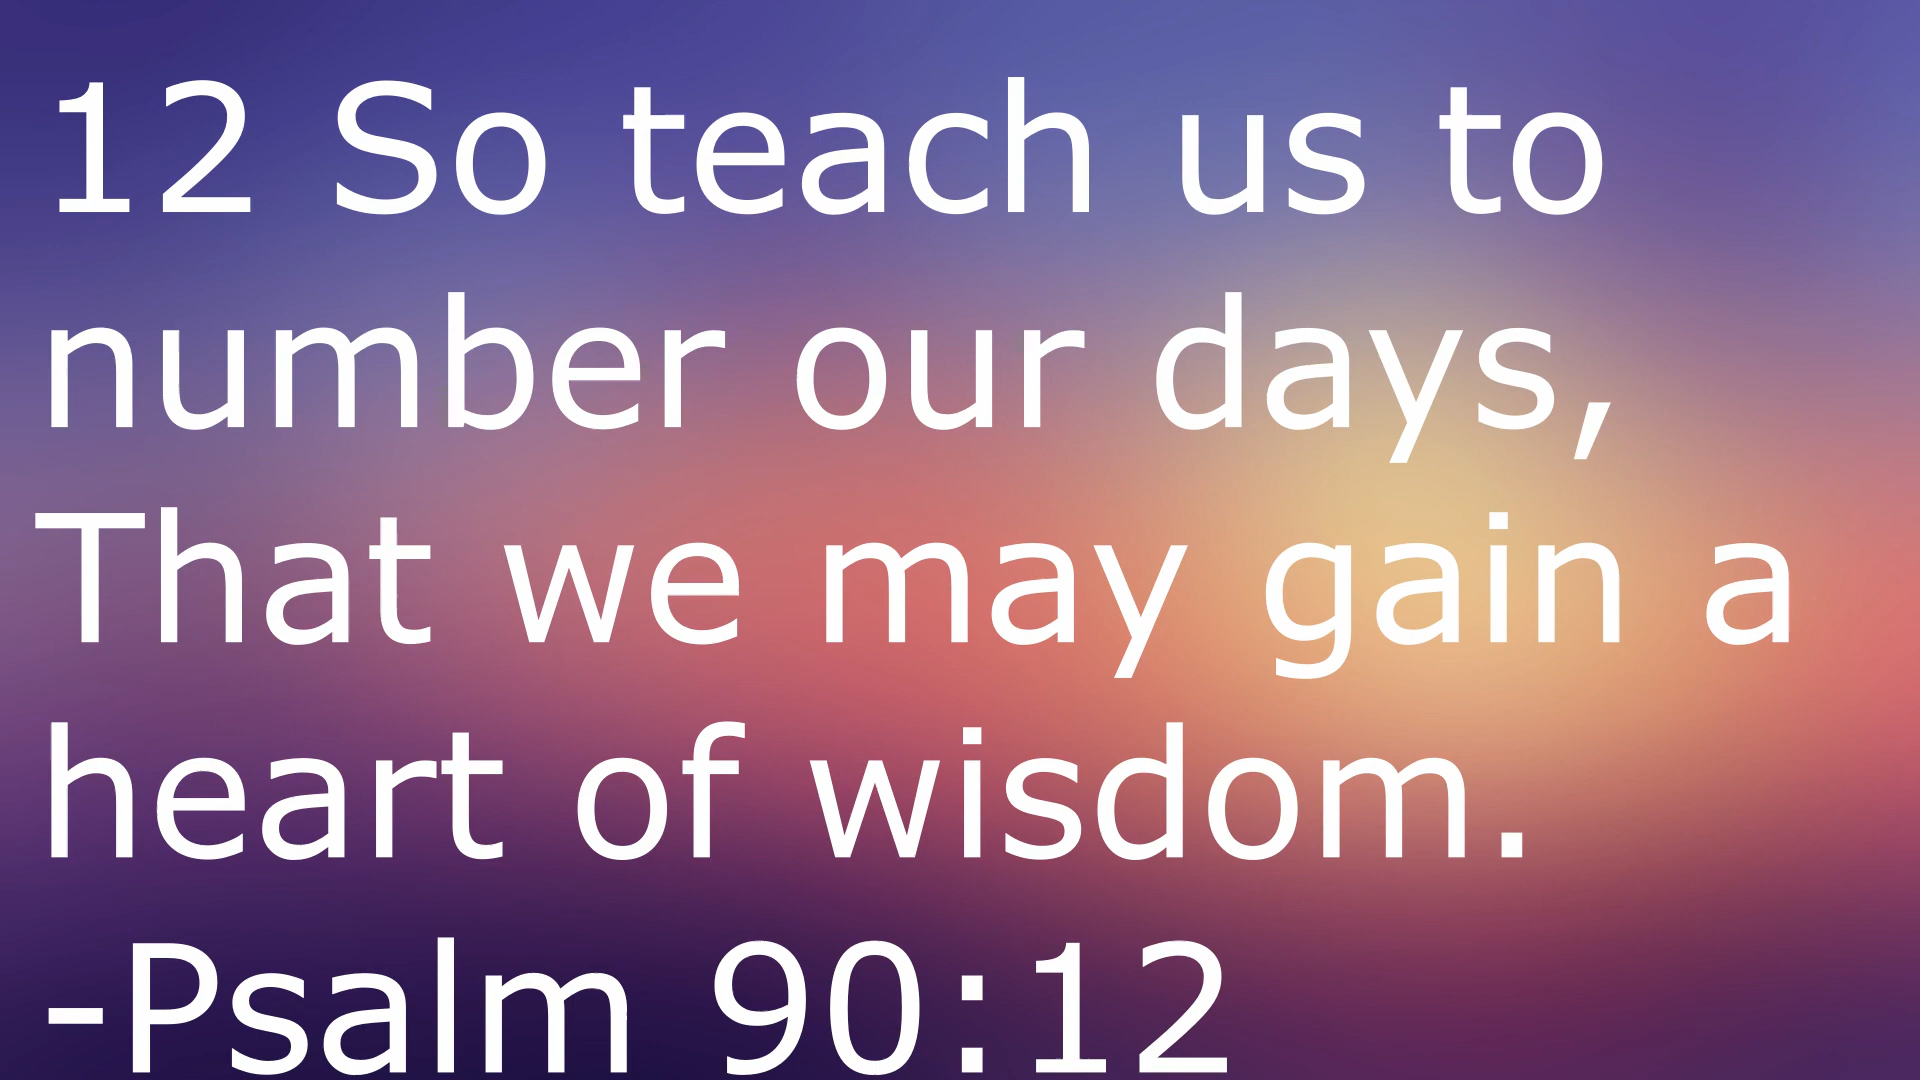 12 So teach us to
number our days,
That we may gain a
heart of wisdom.
-Psalm 90:12